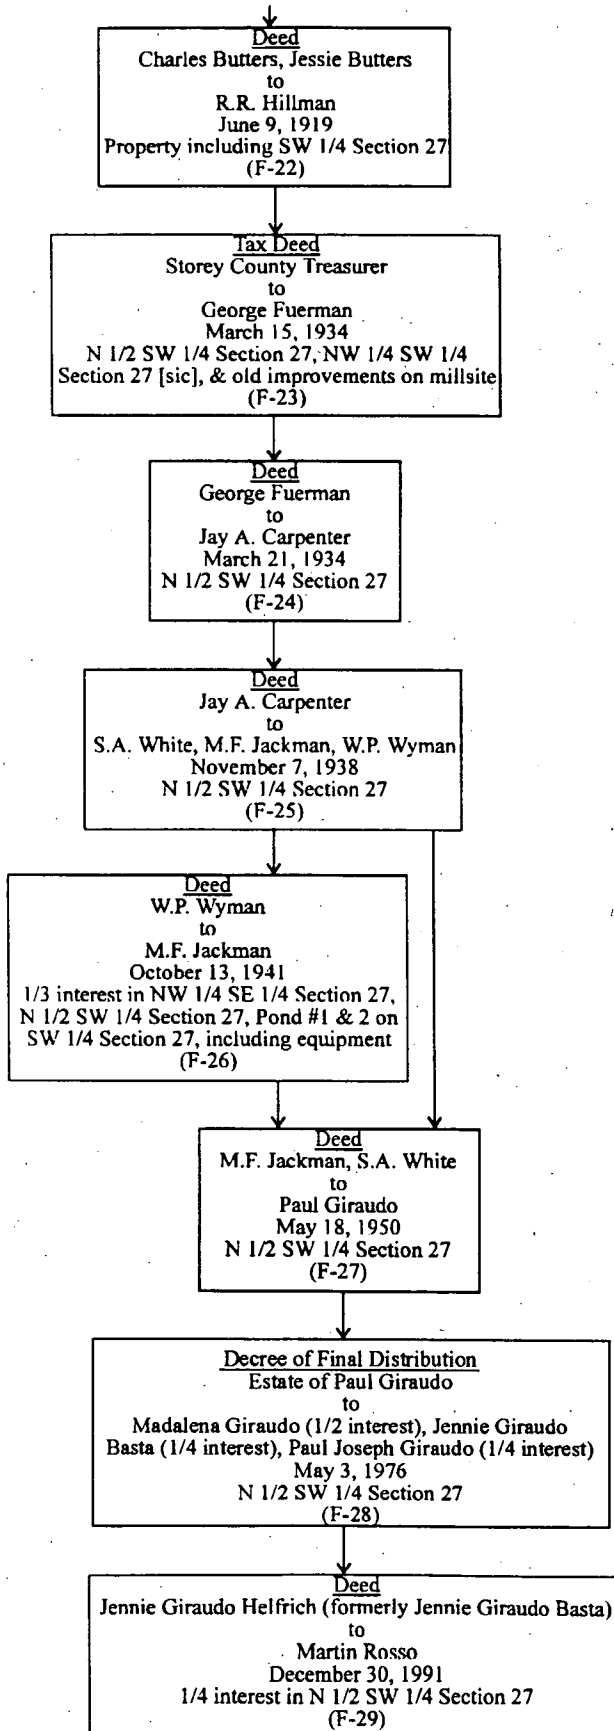 Deed
Charles Butters, Jessie Butters
to
R.R. Hillman
June 9, 1919
Property including SW 1/4 Section 27
(F-22)
Tax Deed
Storey County Treasurer
to
George Fuerman
March 15, 1934
N 1/2 SW 1/4 Section 27, NW 1/4 SW 1/4
Section 27 [sic], & old improvements on millsite
(F-23)
Deed
George Fuerman
to
Jay A. Carpenter
March 21, 1934
N 1/2 SW 1/4 Section 27
(F-24)
Deed
Jay A. Carpenter
to
S.A. White, M.F. Jackman, W.P. Wyman
November 7, 1938
N 1/2 SW 1/4 Section 27
(F-25)
Deed
W.P. Wyman
to
M.F. Jackman
October 13, 1941
1/3 interest in NW 1/4 SE 1/4 Section 27,
N 1/2 SW 1/4 Section 27, Pond #1 & 2 on
SW 1/4 Section 27, including equipment
(F-26)
Deed
M.F. Jackman, S.A. White
to
Paul Giraudo
May 18, 1950
N 1/2 SW 1/4 Section 27
(F-27)
Decree of Final Distribution
Estate of Paul Giraudo
to
Madalena Giraudo (1/2 interest), Jennie Giraudo
Basta (1/4 interest), Paul Joseph Giraudo (1/4 interest)
May 3, 1976
N 1/2 SW 1/4 Section 27
(F-28)
Deed
Jennie Giraudo Helfrich (formerly Jennie Giraudo Basta)
to
Martin Rosso
December 30, 1991
1/4 interest in N 1/2 SW 1/4 Section 27
(F-29)